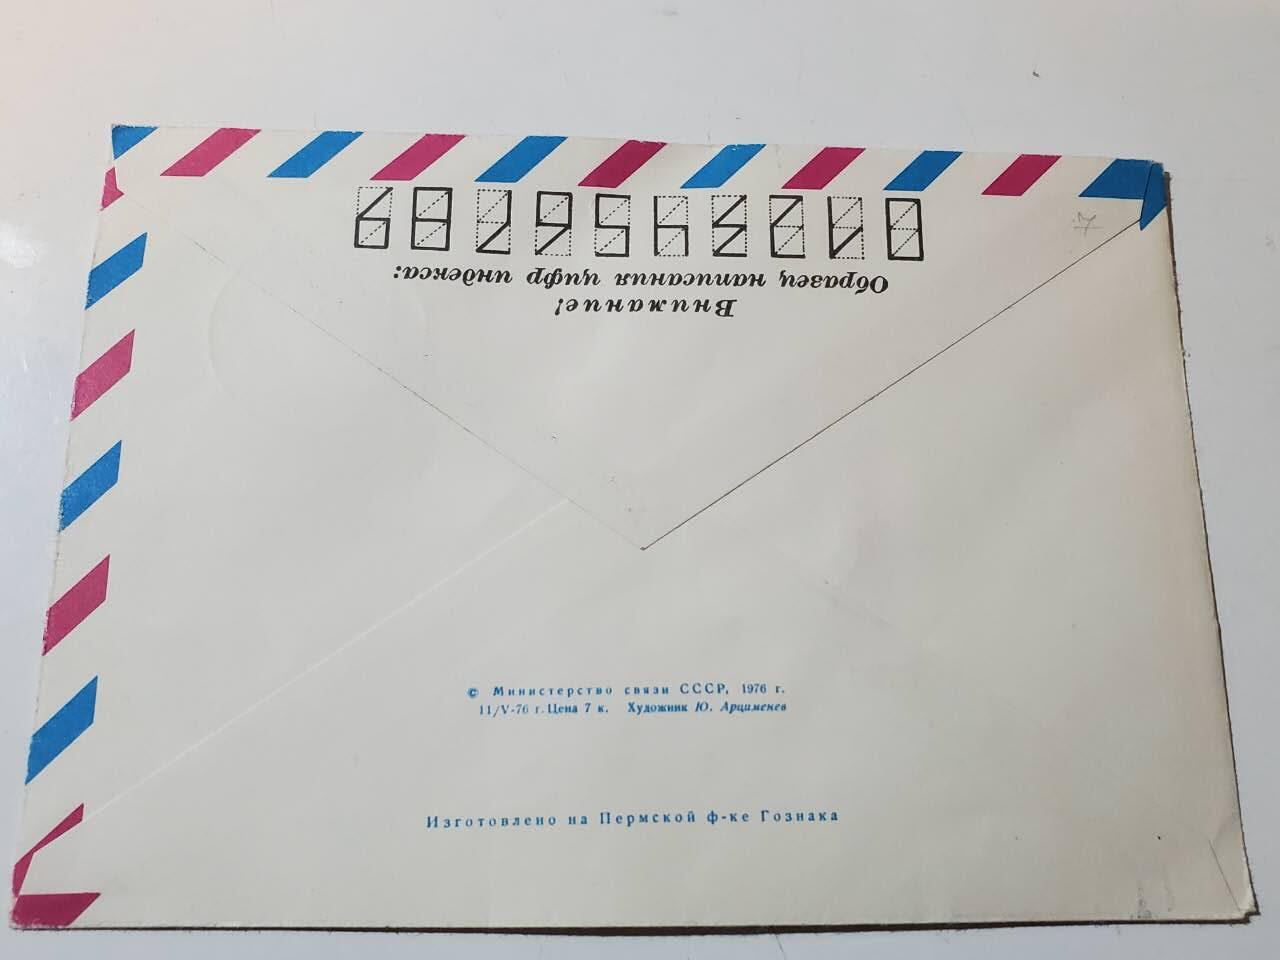 Внимание!
Образец написания цифр индекса:
0123456789
© Министерство связи СССР, 1976 г.
11/V-76 г. Цена 7 к. Художник Ю. Арцименев
Изготовлено на Пермской ф-ке Гознака